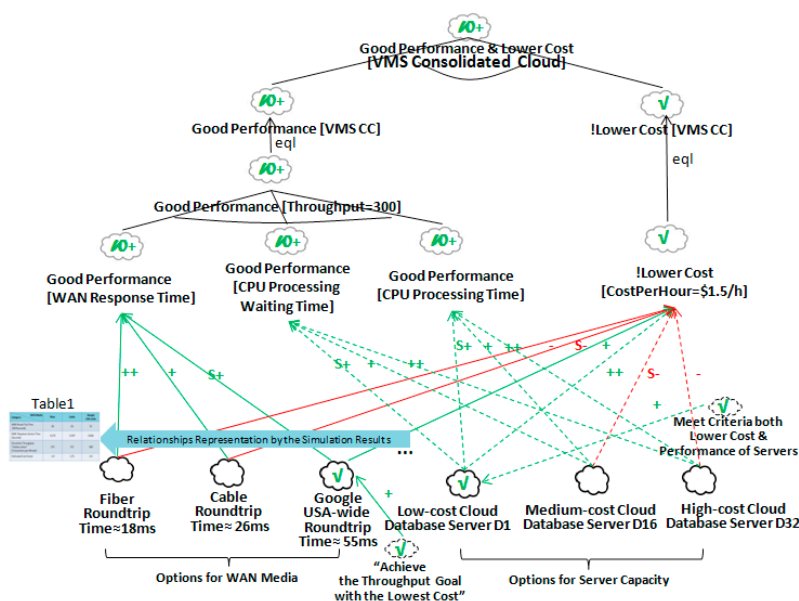 Good Performance & Lower Cost
[VMS Consolidated Cloud]
Good Performance [VMS CC]
!Lower Cost [VMS CC]
eql
eql
Good Performance [Throughput=300]
Good Performance
[WAN Response Time]
Good Performance
[CPU Processing
Waiting Time]
Good Performance
[CPU Processing Time]
!Lower Cost
[CostPerHour=$1.5/h]
++
+
S+
S+
+
++
S+
+
++
-
S-
+
++
S-
-
+
Table1
Relationships Representation by the Simulation Results
...
Meet Criteria both
Lower Cost &
Performance of Servers
Fiber
Roundtrip
Time≈18ms
Cable
Roundtrip
Time≈ 26ms
Google
USA-wide
Roundtrip
Time≈ 55ms
+
Low-cost Cloud
Database Server D1
Medium-cost Cloud
Database Server D16
High-cost Cloud
Database Server D32
Options for WAN Media
"Achieve
the Throughput Goal
with the Lowest Cost"
Options for Server Capacity